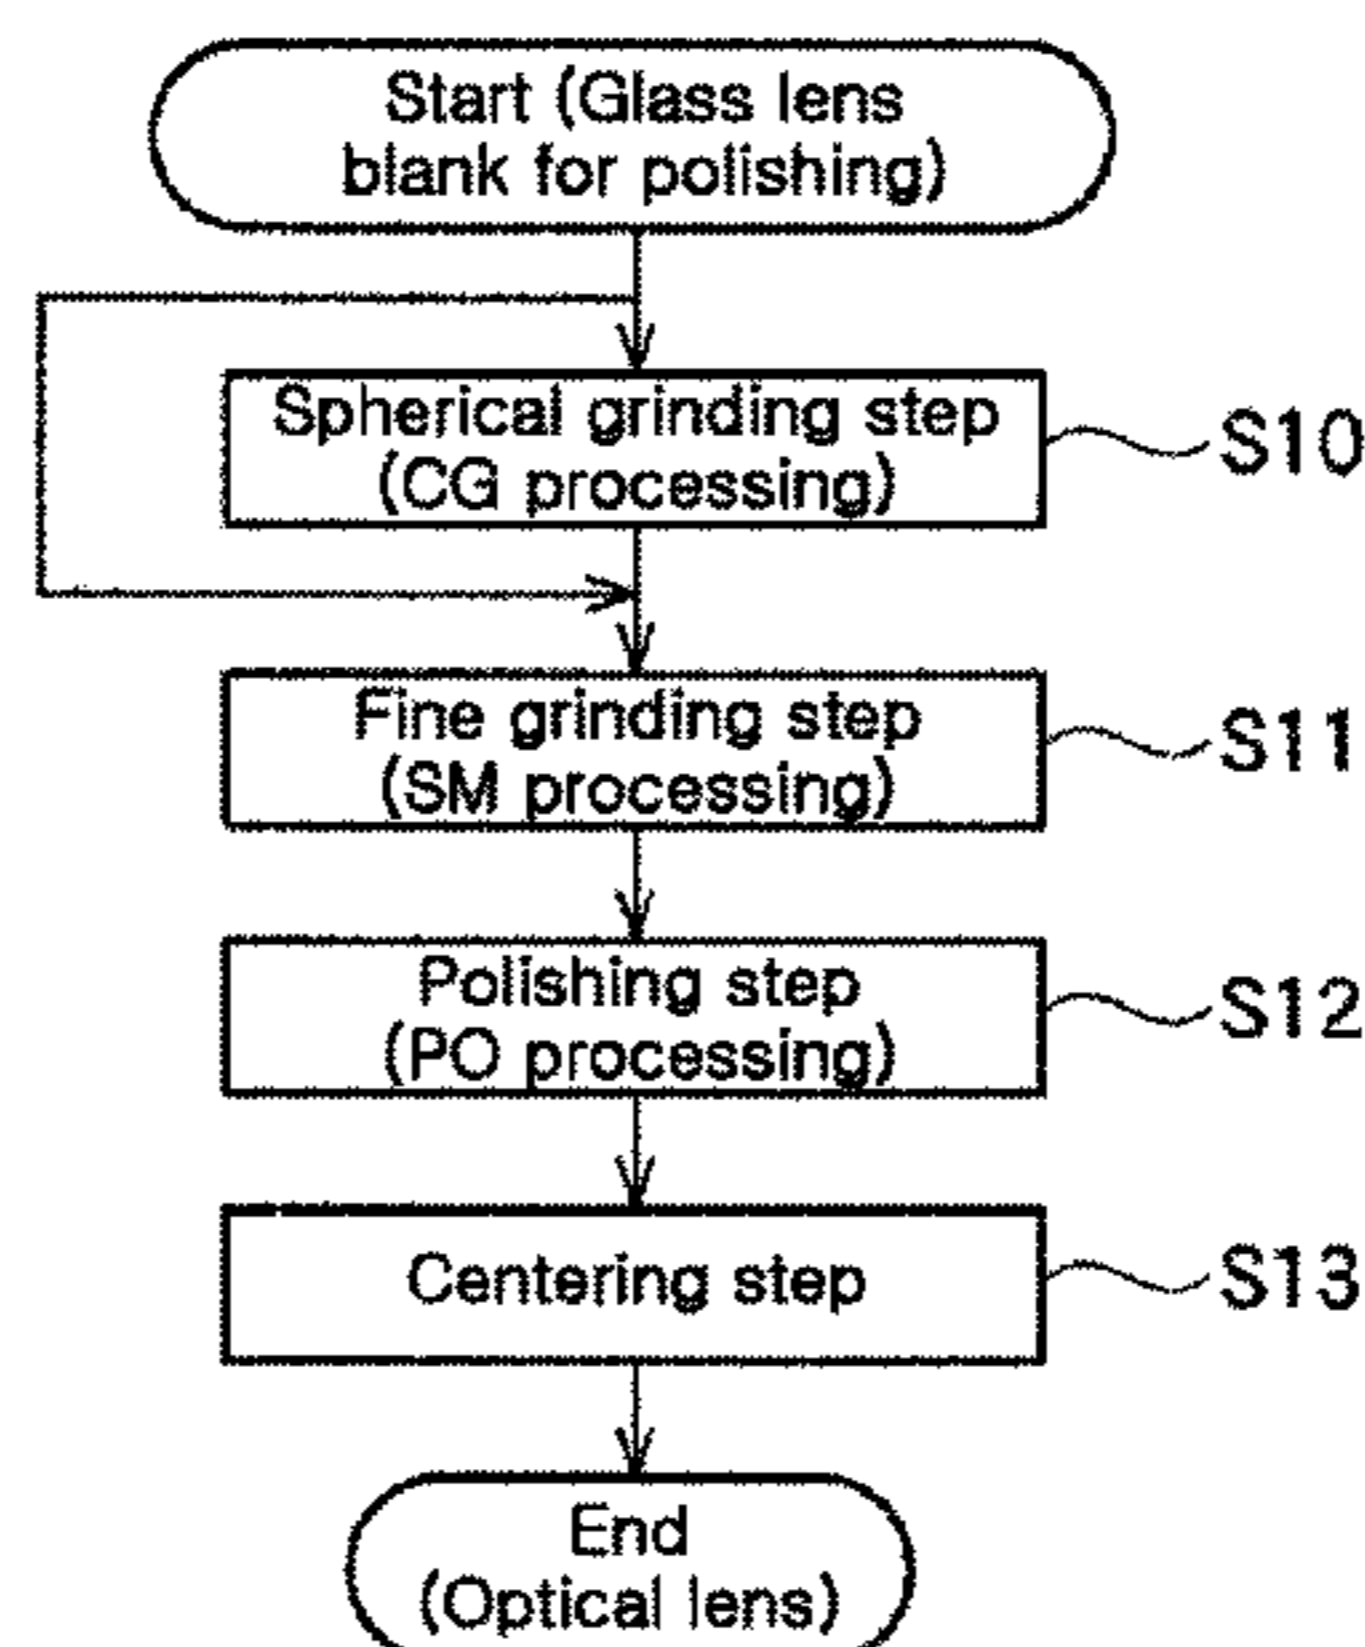 Start (Glass lens
blank for polishing)
Spherical grinding step
(CG processing)
S10
Fine grinding step
(SM processing)
S11
Polishing step
(PO processing)
S12
Centering step
S13
End
(Optical lens)